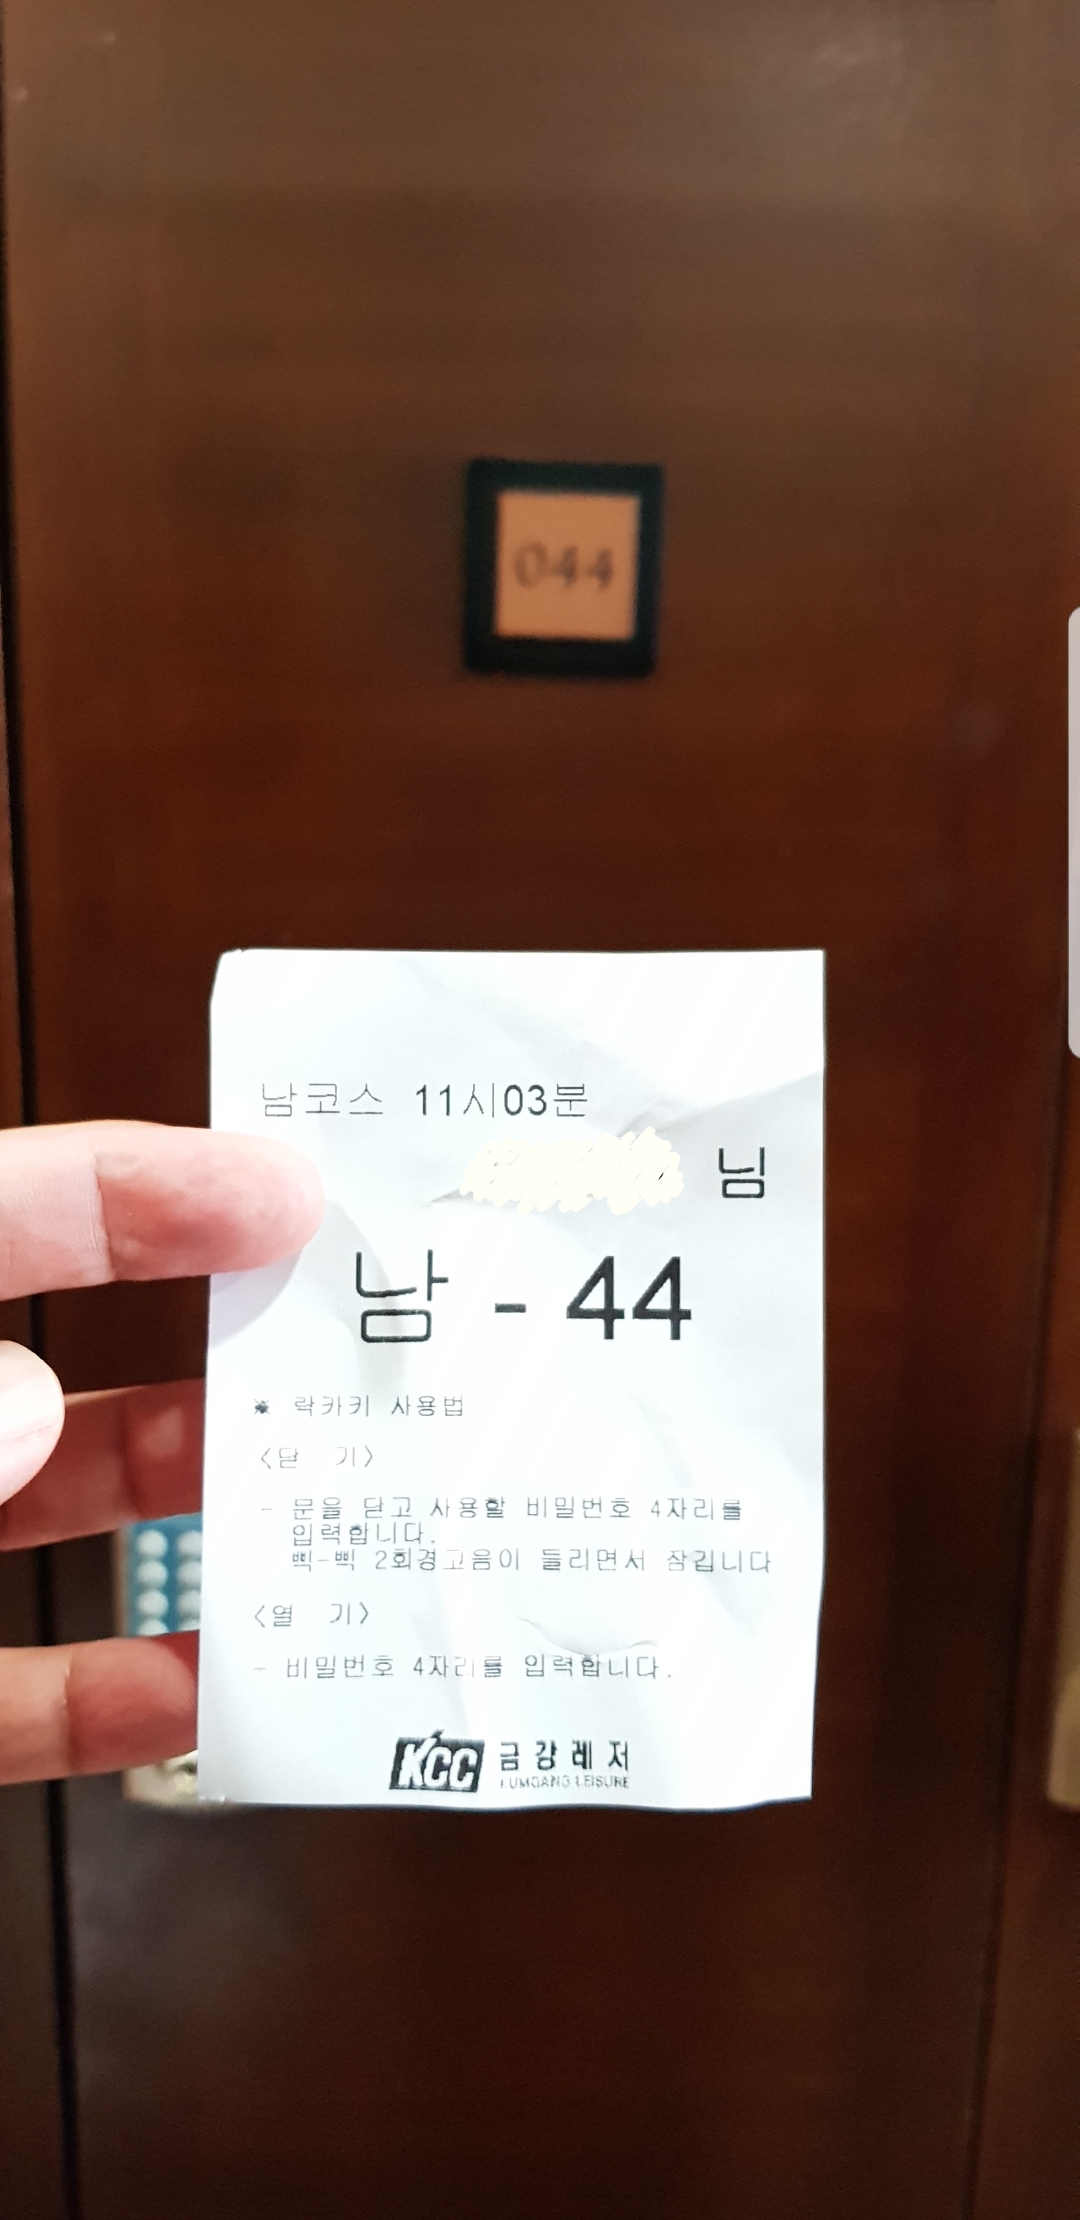 044
남코스 11시03분
님
남 - 44
※ 락카키 사용법
<닫 기>
- 문을 닫고 사용할 비밀번호 4자리를
입력합니다.
삑-삑 2회경고음이 들리면서 잠깁니다
<열 기>
- 비밀번호 4자리를 입력합니다.
KCC 금강레저
KUMGANG LEISURE